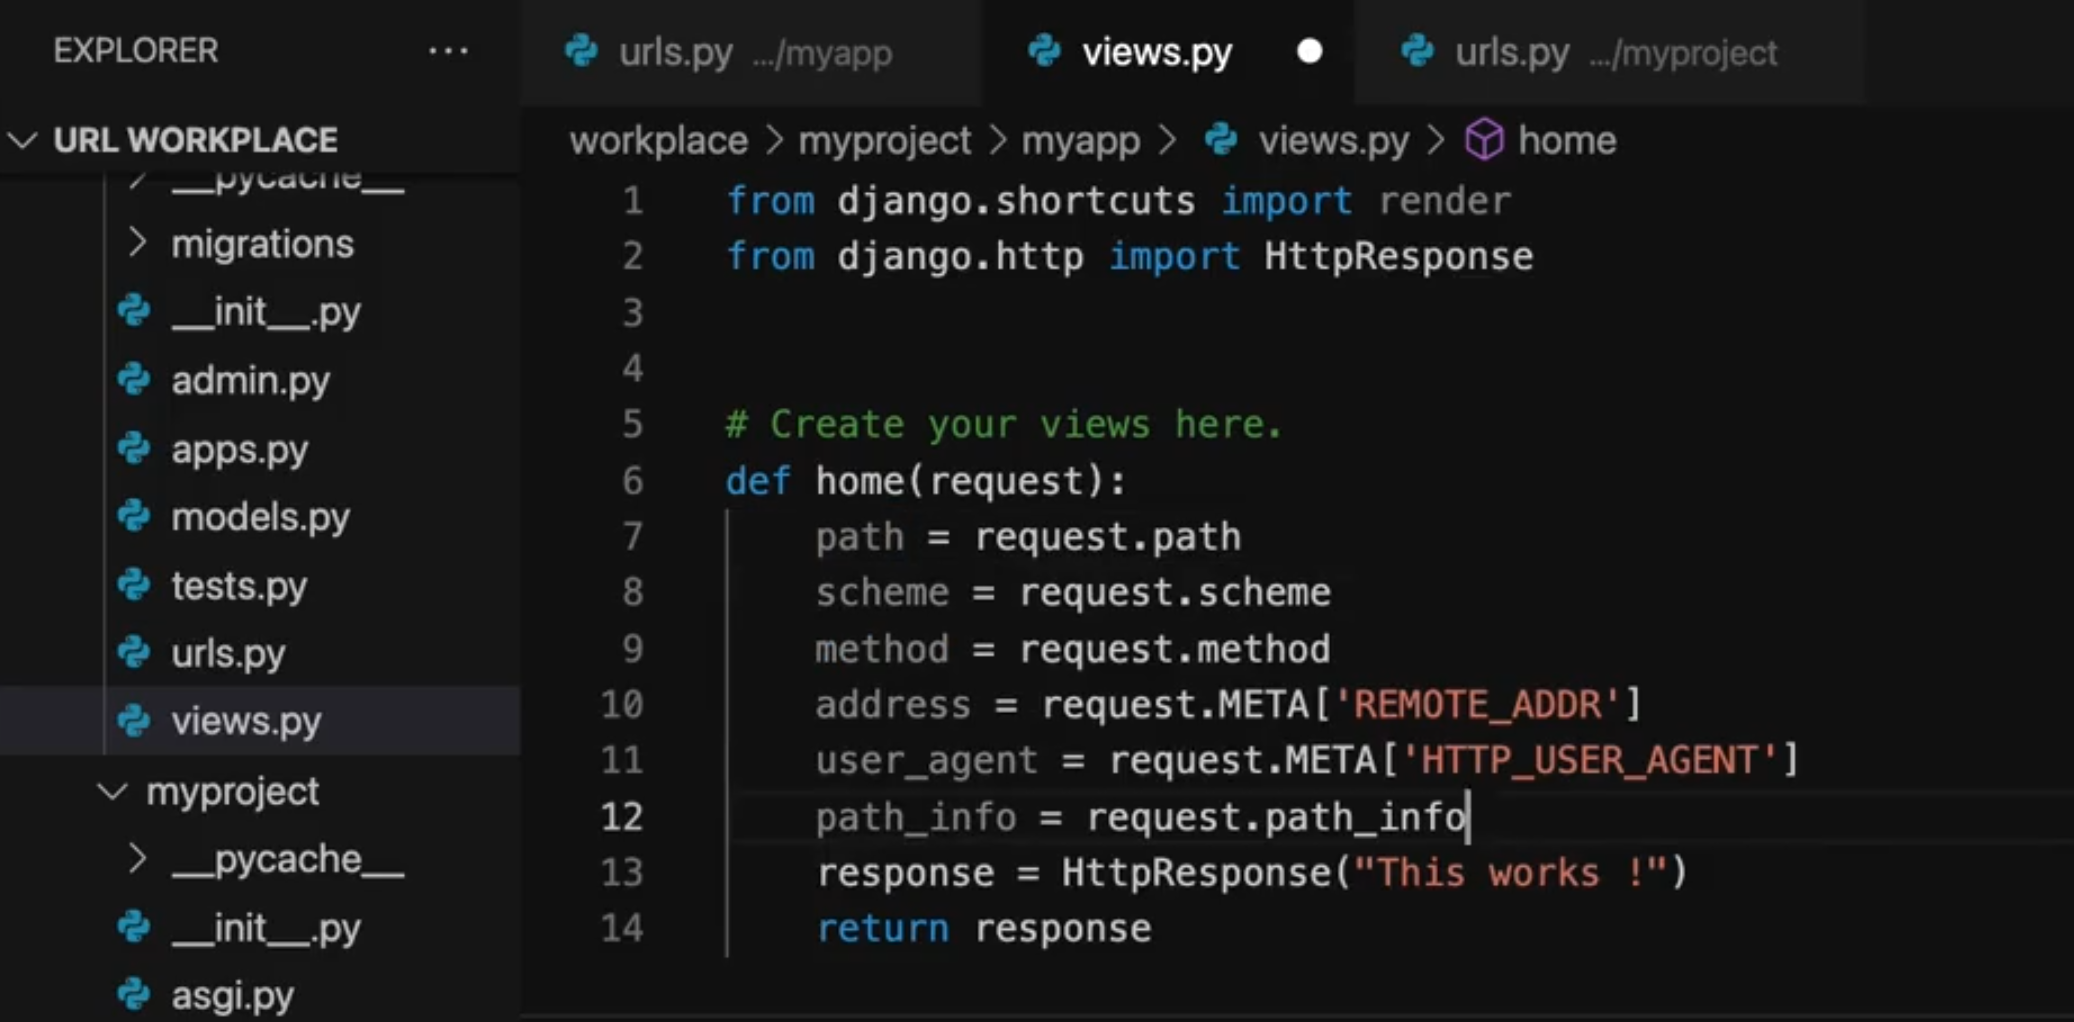 EXPLORER ...
URL WORKPLACE
__pycache__
migrations
__init__.py
admin.py
apps.py
models.py
tests.py
urls.py
views.py
myproject
__pycache__
__init__.py
asgi.py
urls.py .../myapp views.py urls.py .../myproject
workplace > myproject > myapp > views.py > home
1 from django.shortcuts import render
2 from django.http import HttpResponse
3
4
5 # Create your views here.
6 def home(request):
7     path = request.path
8     scheme = request.scheme
9     method = request.method
10     address = request.META['REMOTE_ADDR']
11     user_agent = request.META['HTTP_USER_AGENT']
12     path_info = request.path_info
13     response = HttpResponse("This works !")
14     return response